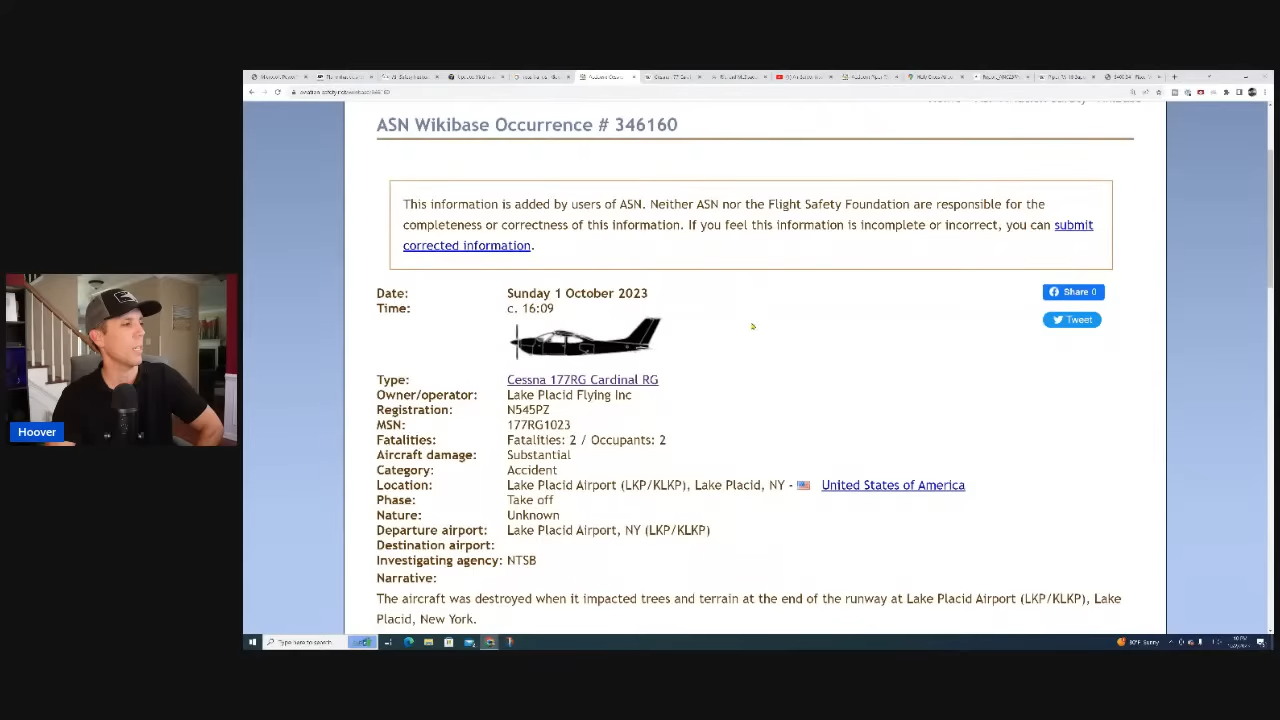 ASN Wikibase Occurrence # 346160
This information is added by users of ASN. Neither ASN nor the Flight Safety Foundation are responsible for the
completeness or correctness of this information. If you feel this information is incomplete or incorrect, you can submit
corrected information.
Date: Sunday 1 October 2023
Time: c. 16:09
Share 0
Tweet
Type: Cessna 177RG Cardinal RG
Owner/operator: Lake Placid Flying Inc
Registration: N545PZ
MSN: 177RG1023
Fatalities: Fatalities: 2 / Occupants: 2
Aircraft damage: Substantial
Category: Accident
Location: Lake Placid Airport (LKP/KLKP), Lake Placid, NY - United States of America
Phase: Take off
Nature: Unknown
Departure airport: Lake Placid Airport, NY (LKP/KLKP)
Destination airport:
Investigating agency: NTSB
Narrative:
The aircraft was destroyed when it impacted trees and terrain at the end of the runway at Lake Placid Airport (LKP/KLKP), Lake
Placid, New York.
Hoover
Type here to search
80°F Sunny